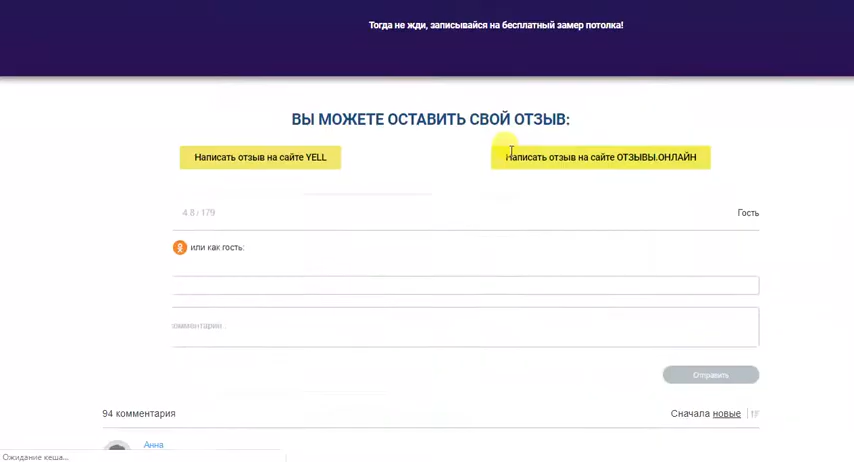 Тогда не жди, записывайся на бесплатный замер потолка!
ВЫ МОЖЕТЕ ОСТАВИТЬ СВОЙ ОТЗЫВ:
Написать отзыв на сайте YELL
Написать отзыв на сайте ОТЗЫВЫ.ОНЛАЙН
4.8 / 179
Гость
или как гость:
комментарию...
Отправить
94 комментария
Сначала новые
Анна
Ожидание кеша...